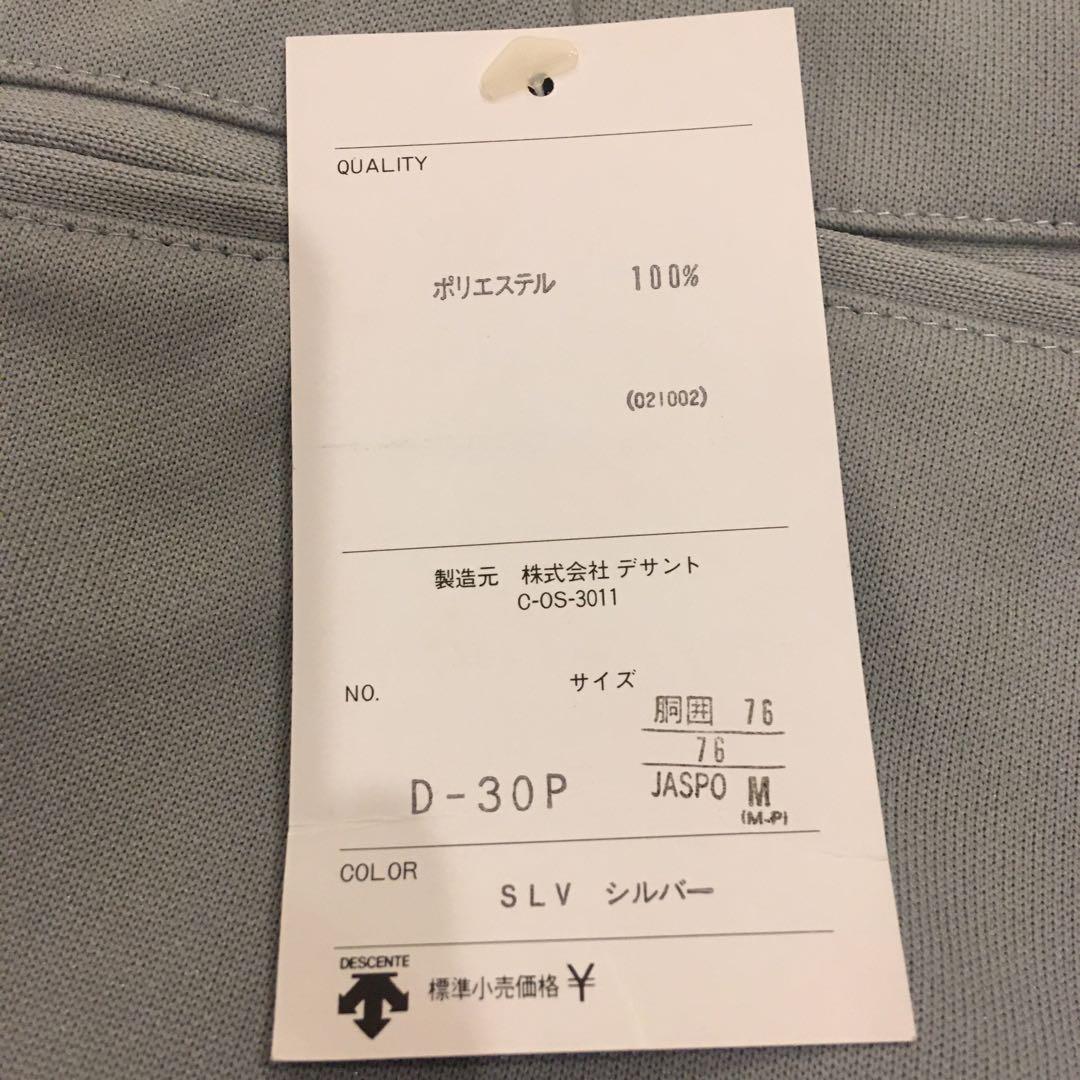 QUALITY
ポリエステル 100%
(021002)
製造元 株式会社 デサント
C-OS-3011
NO.
サイズ
胴囲 76
76
D-30P
JASPO M
(M-P)
COLOR
SLV シルバー
DESCENTE
標準小売価格 ¥